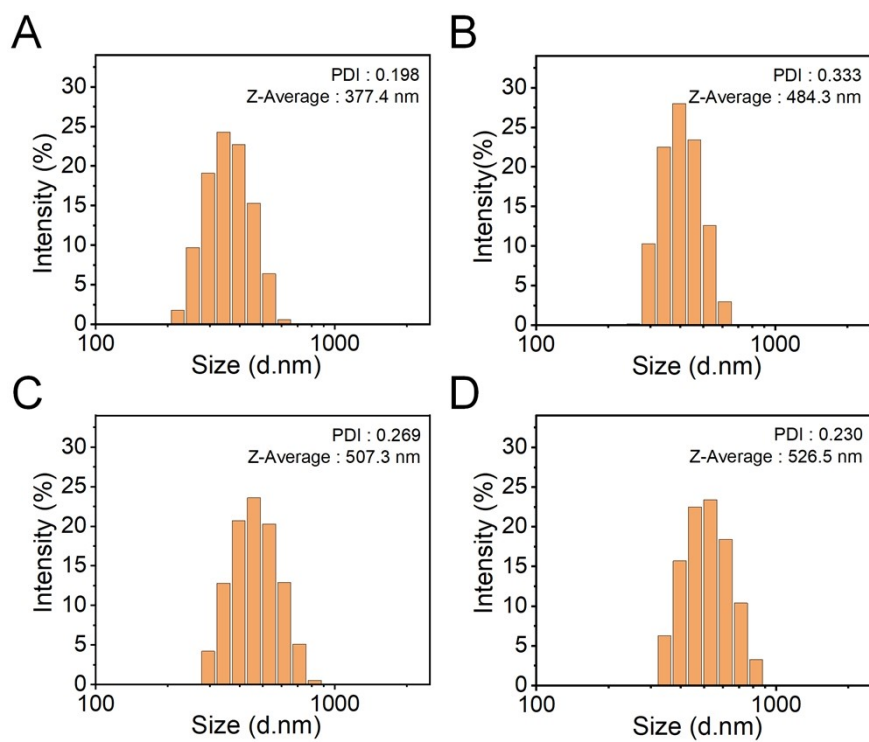 A
PDI : 0.198
Z-Average : 377.4 nm
Intensity (%)
30
25
20
15
10
5
0
100
1000
Size (d.nm)
B
PDI : 0.333
Z-Average : 484.3 nm
Intensity(%)
30
25
20
15
10
5
0
100
1000
Size (d.nm)
C
PDI : 0.269
Z-Average : 507.3 nm
Intensity (%)
30
25
20
15
10
5
0
100
1000
Size (d.nm)
D
PDI : 0.230
Z-Average : 526.5 nm
Intensity (%)
30
25
20
15
10
5
0
100
1000
Size (d.nm)